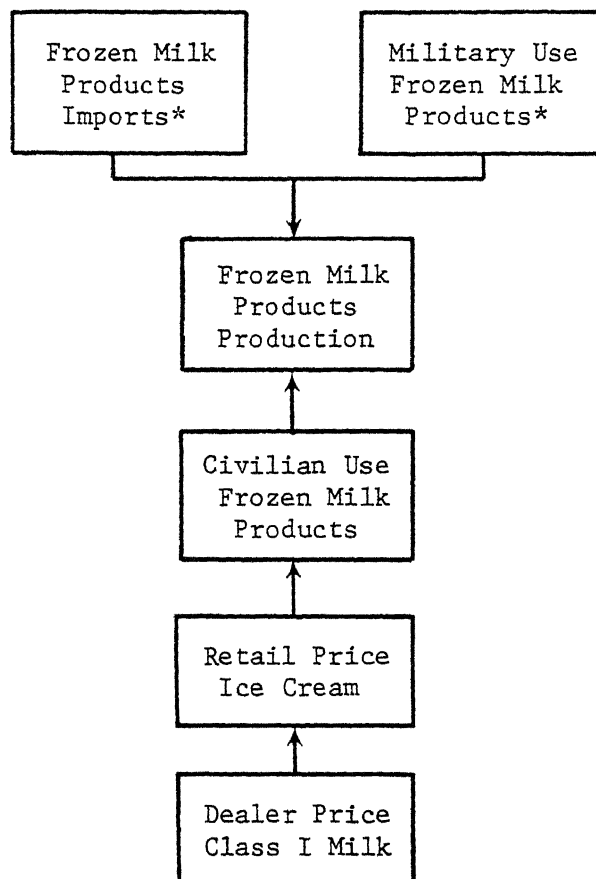 Frozen Milk
Products
Imports*
Military Use
Frozen Milk
Products*
Frozen Milk
Products
Production
Civilian Use
Frozen Milk
Products
Retail Price
Ice Cream
Dealer Price
Class I Milk